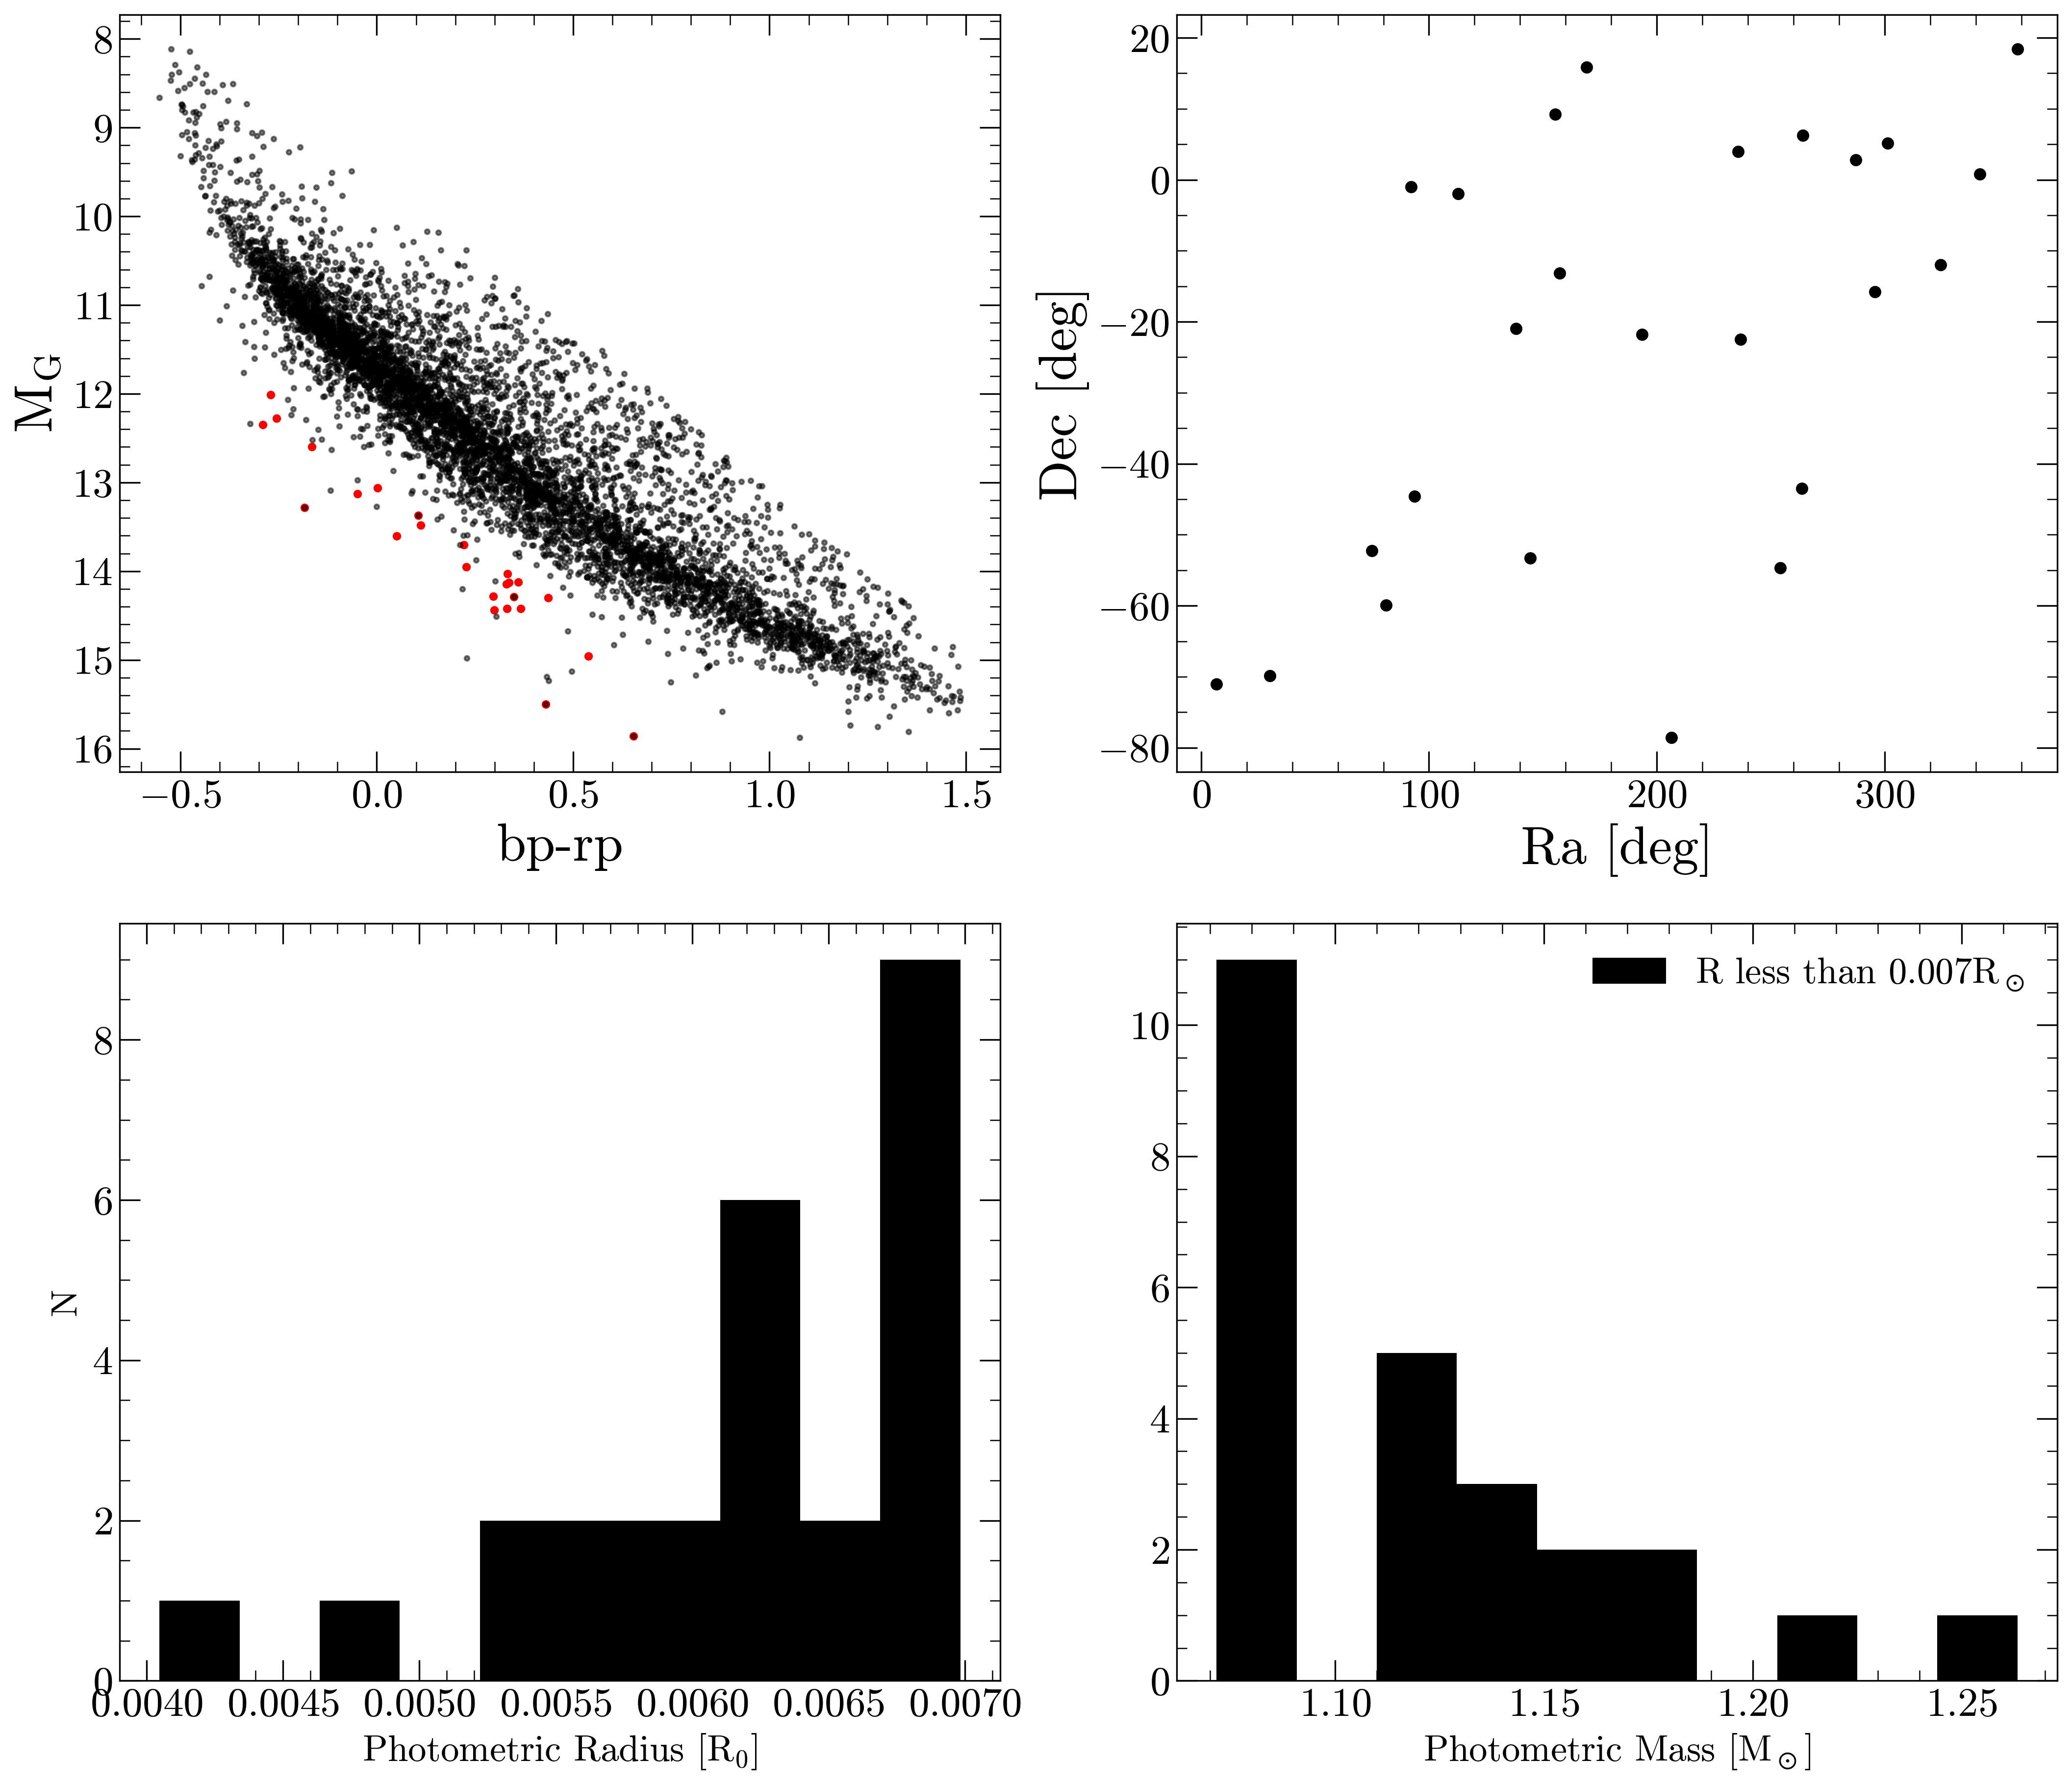 8
9
10
11
12
13
14
15
16
M_G
−0.5 0.0 0.5 1.0 1.5
bp-rp
20
0
−20
−40
−60
−80
Dec [deg]
0 100 200 300
Ra [deg]
8
6
4
2
0
N
0.0040 0.0045 0.0050 0.0055 0.0060 0.0065 0.0070
Photometric Radius [R_0]
R less than 0.007R_⊙
10
8
6
4
2
0
1.10 1.15 1.20 1.25
Photometric Mass [M_⊙]